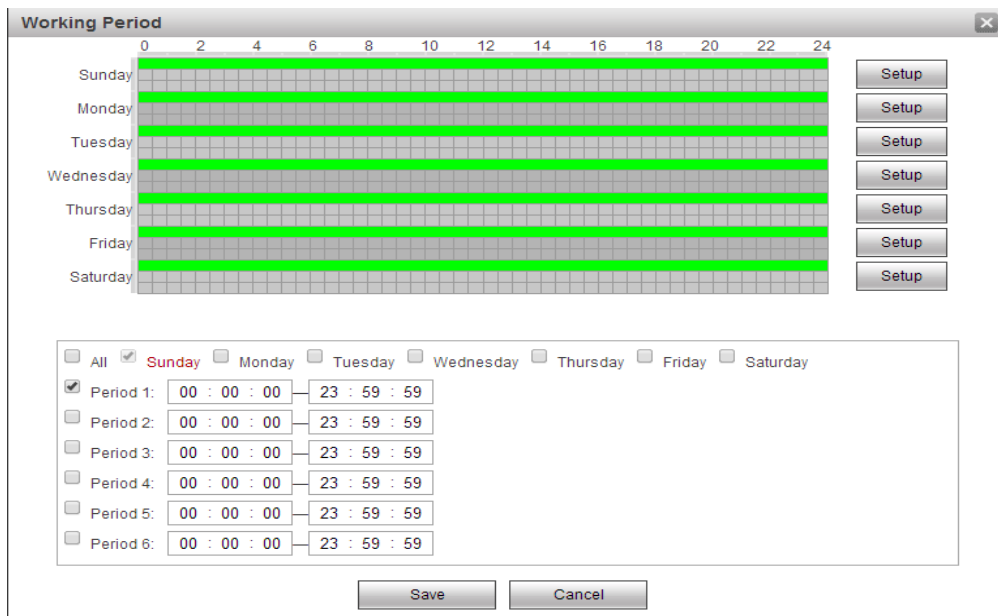 Working Period
0 2 4 6 8 10 12 14 16 18 20 22 24
Sunday Setup
Monday Setup
Tuesday Setup
Wednesday Setup
Thursday Setup
Friday Setup
Saturday Setup
All Sunday Monday Tuesday Wednesday Thursday Friday Saturday
Period 1: 00 : 00 : 00 — 23 : 59 : 59
Period 2: 00 : 00 : 00 — 23 : 59 : 59
Period 3: 00 : 00 : 00 — 23 : 59 : 59
Period 4: 00 : 00 : 00 — 23 : 59 : 59
Period 5: 00 : 00 : 00 — 23 : 59 : 59
Period 6: 00 : 00 : 00 — 23 : 59 : 59
Save Cancel